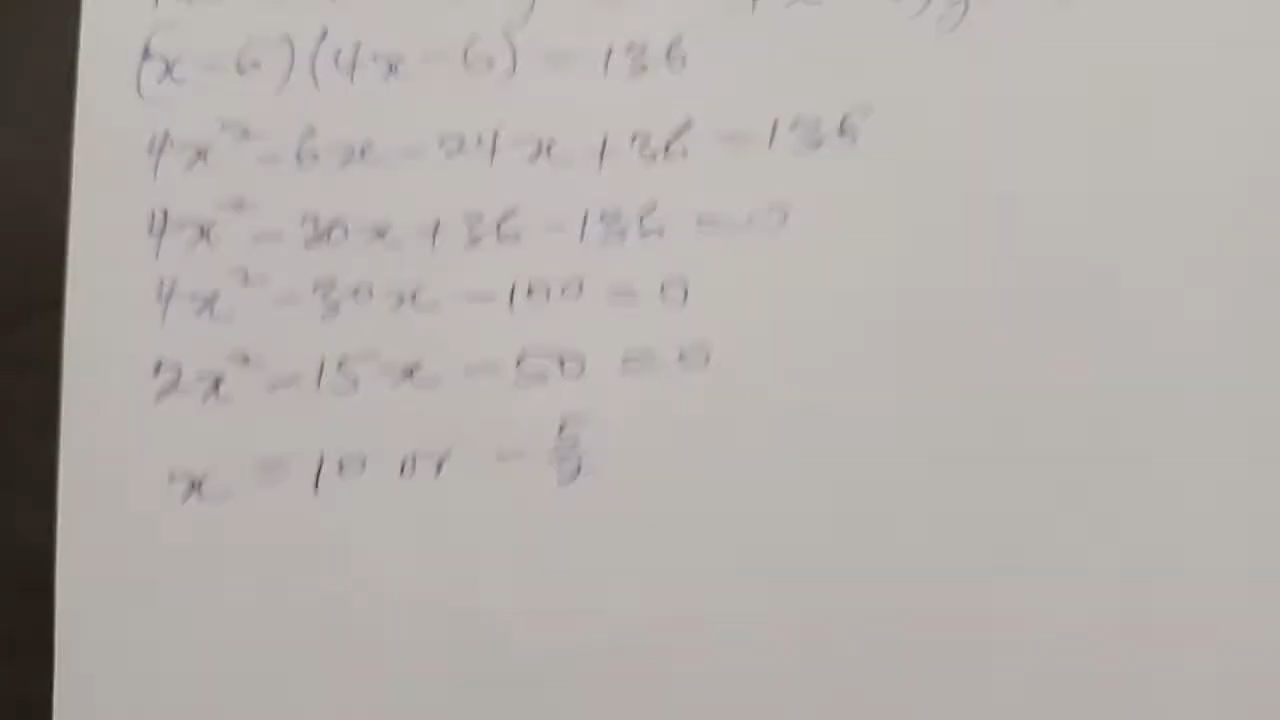 (x - 6)(4x - 6) = 136
4x² - 6x - 24x + 36 = 136
4x² - 30x + 36 - 136 = 0
4x² - 30x - 100 = 0
2x² - 15x - 50 = 0
x = 10 or - 5/2